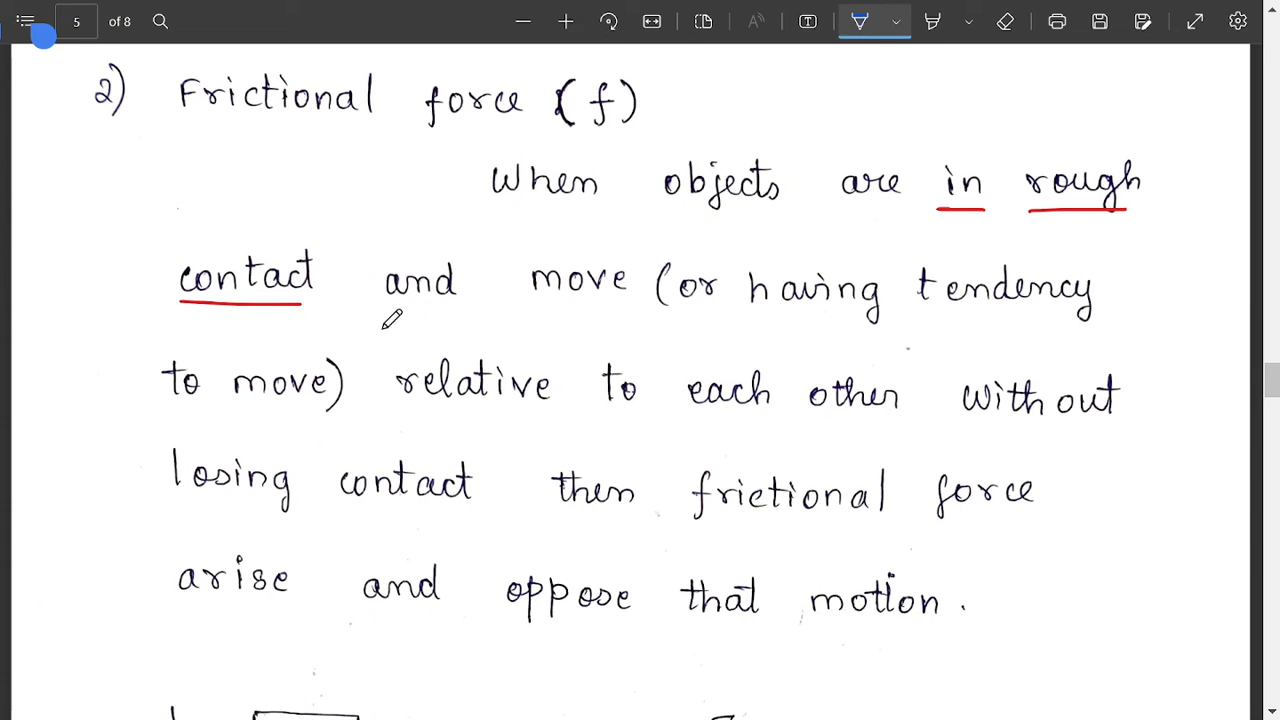 5 of 8
2) Frictional force (f)
When objects are in rough
contact and move (or having tendency
to move) relative to each other without
losing contact then frictional force
arise and oppose that motion.